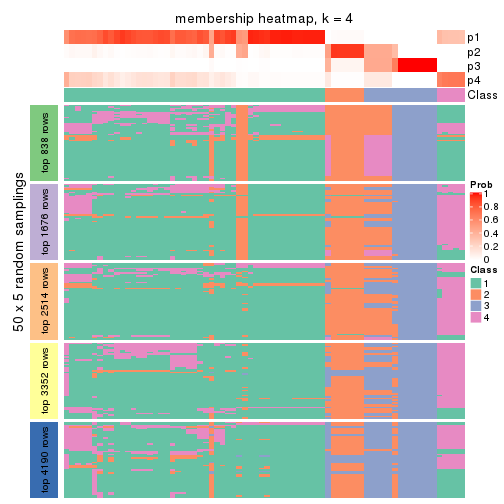 membership heatmap, k = 4
p1
p2
p3
p4
Class
50 x 5 random samplings
top 838 rows
top 1676 rows
top 2514 rows
top 3352 rows
top 4190 rows
Prob
1
0.8
0.6
0.4
0.2
0
Class
1
2
3
4